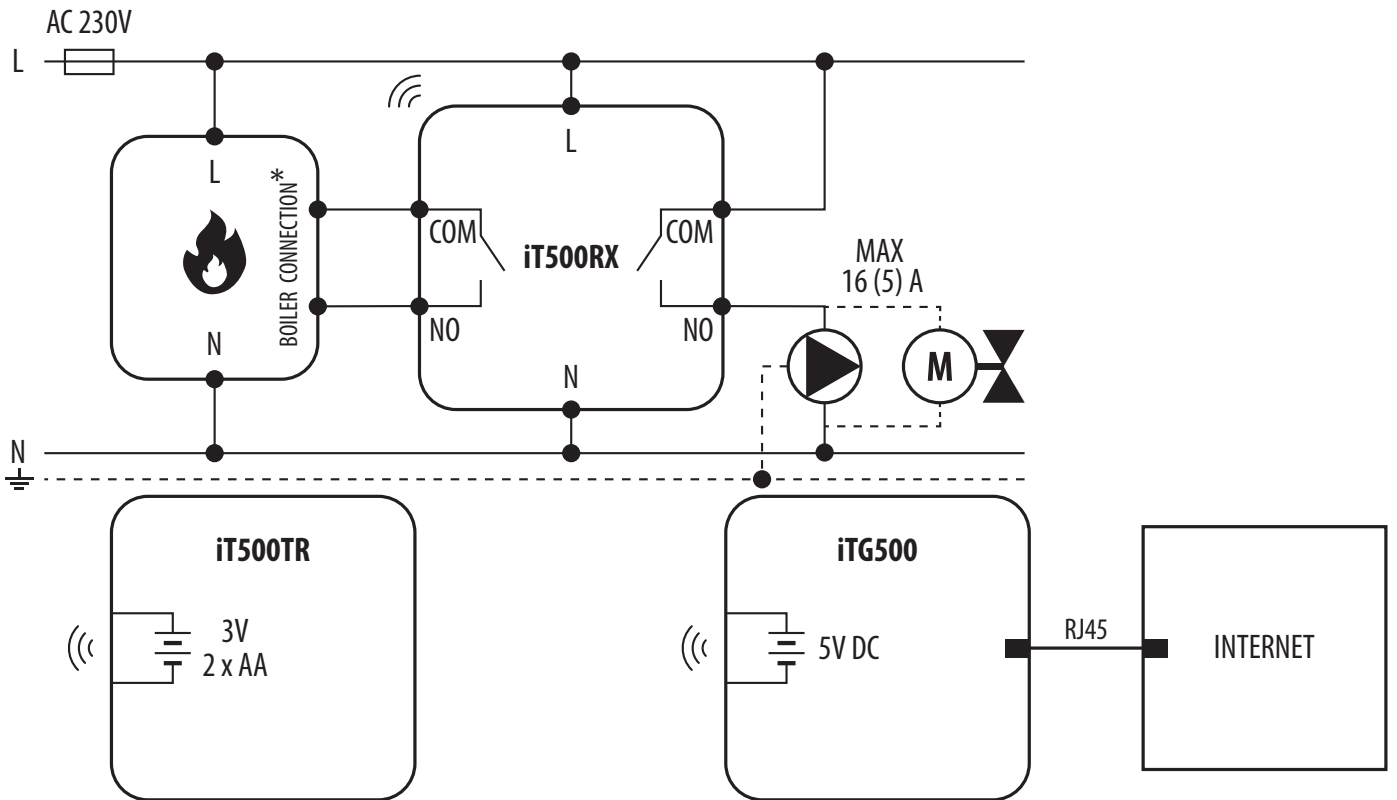 AC 230V
L
L
L
BOILER CONNECTION*
COM
iT500RX
COM
MAX
16 (5) A
NO
NO
N
M
N
N
iT500TR
3V
2 x AA
iTG500
5V DC
RJ45
INTERNET